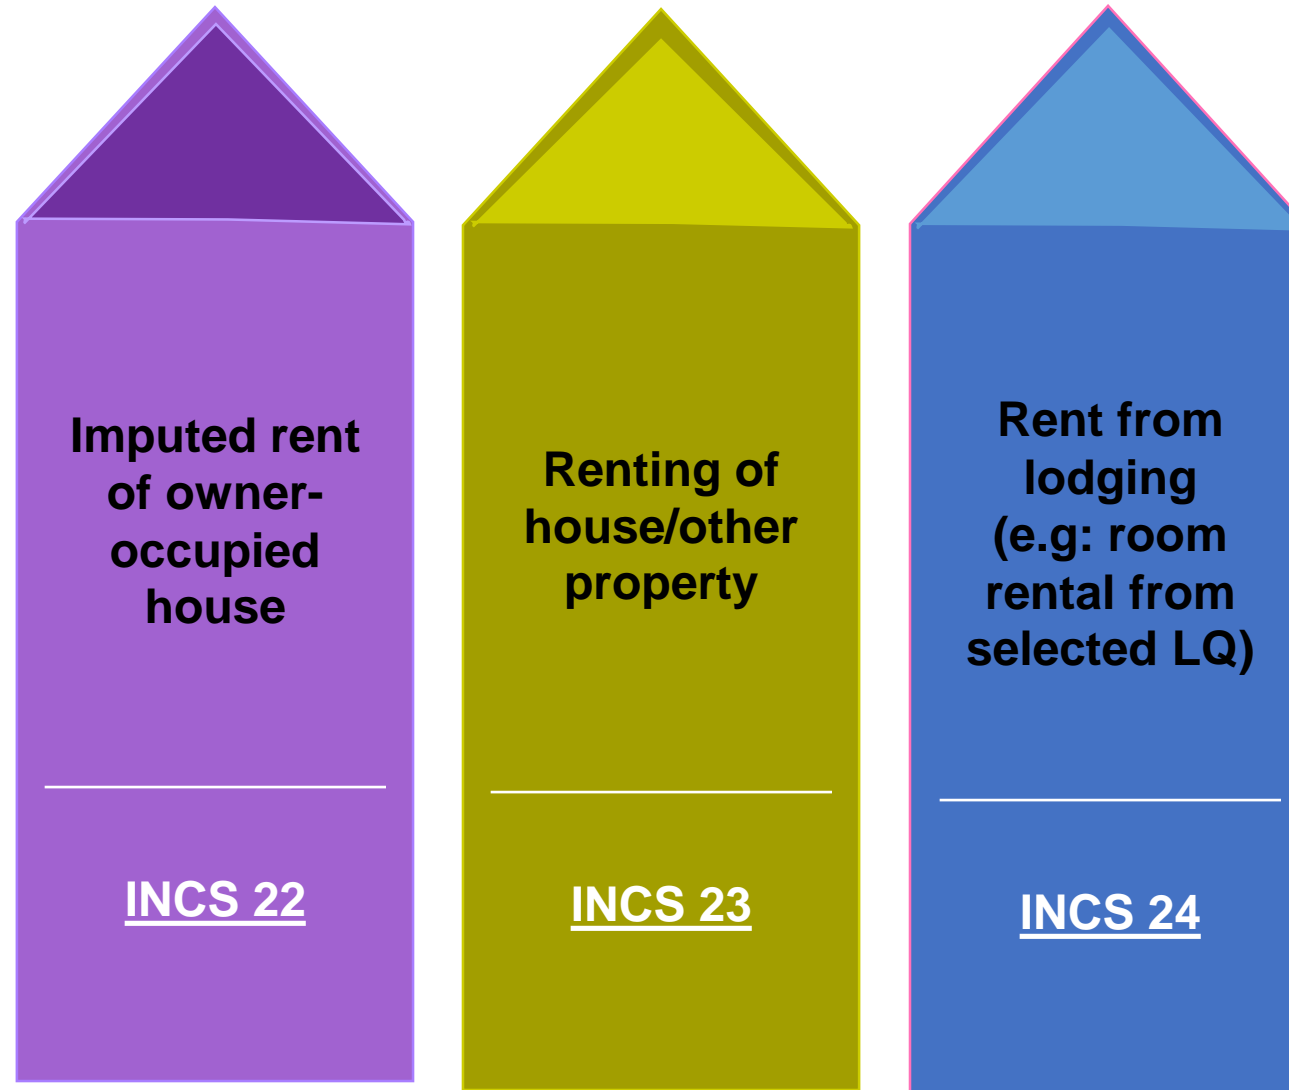 Imputed rent
of owner-
occupied
house
INCS 22
Renting of
house/other
property
INCS 23
Rent from
lodging
(e.g: room
rental from
selected LQ)
INCS 24